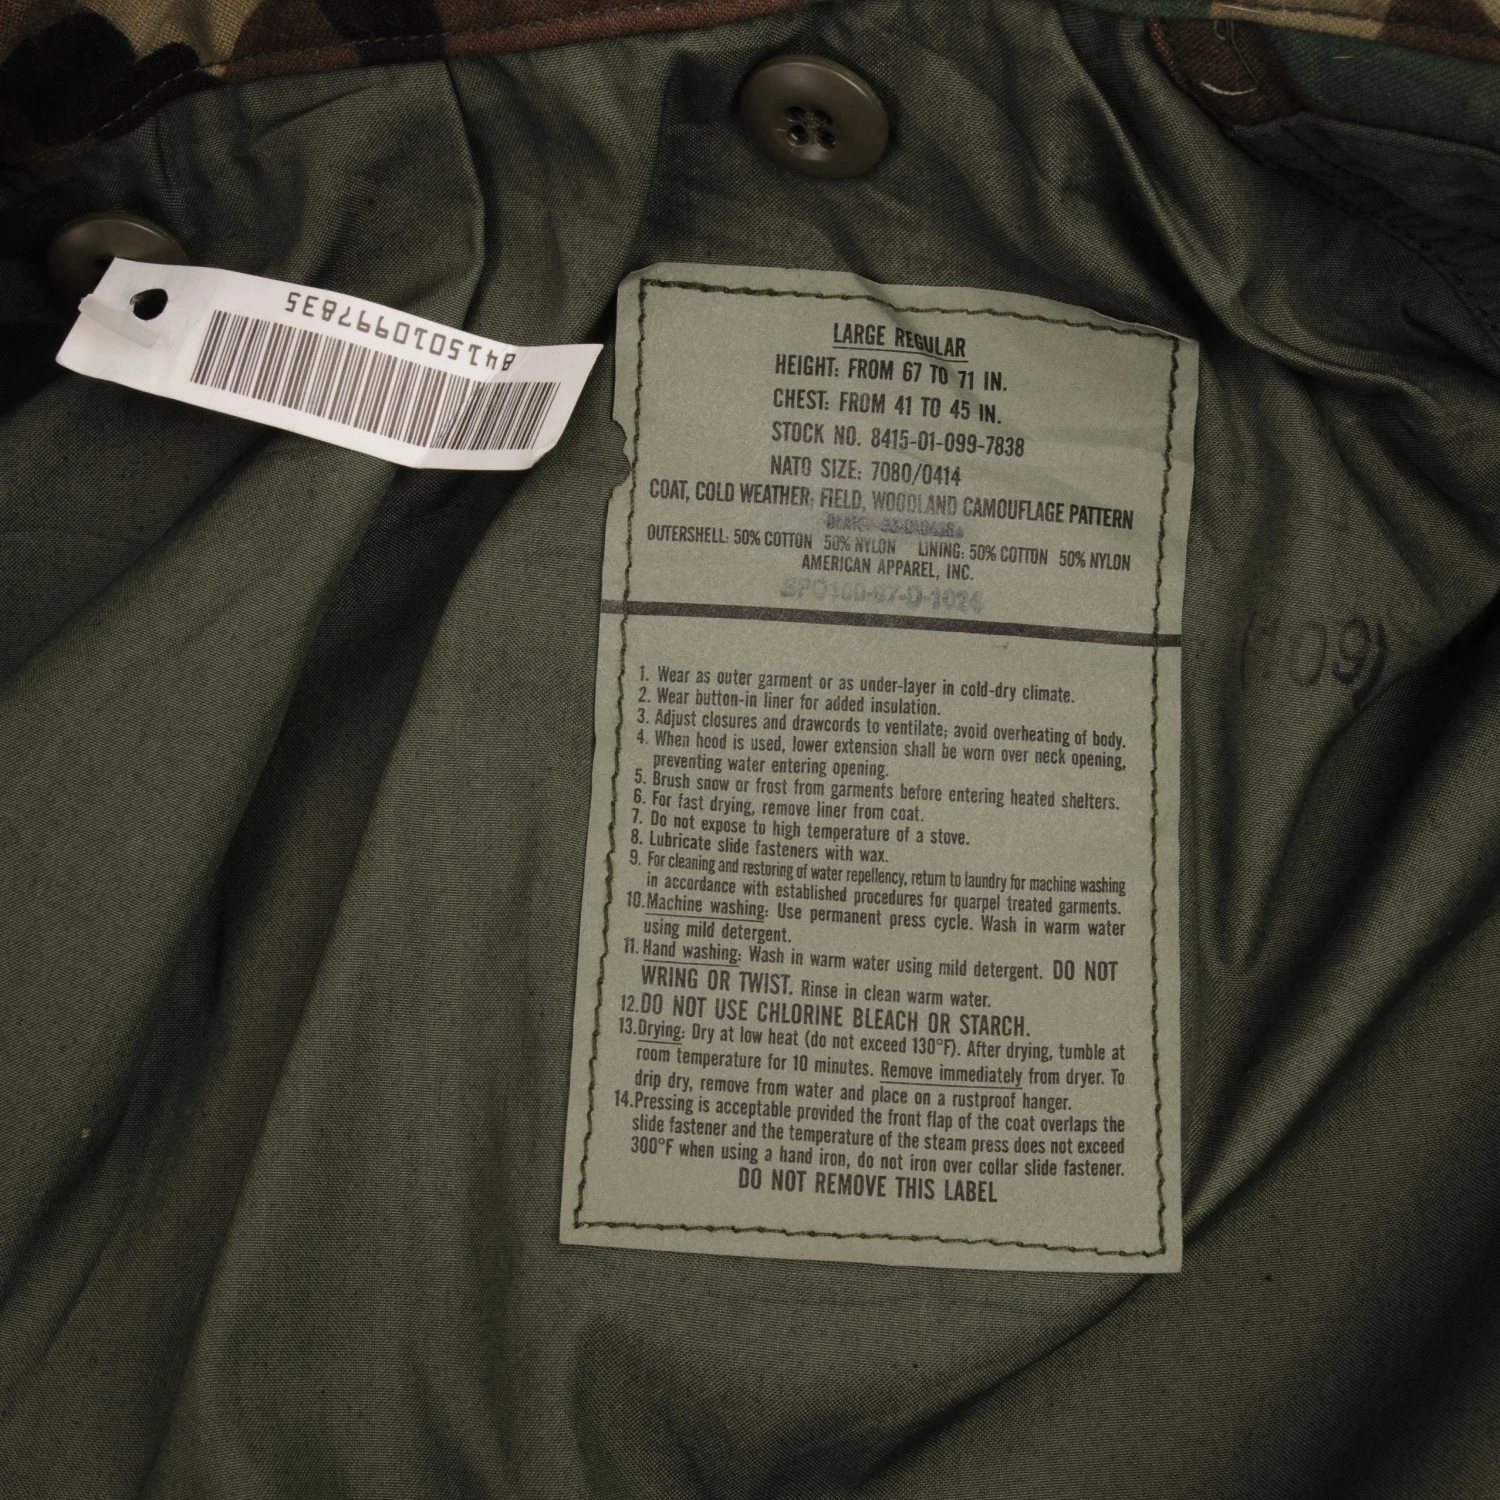 8415010997835
LARGE REGULAR
HEIGHT: FROM 67 TO 71 IN.
CHEST: FROM 41 TO 45 IN.
STOCK NO. 8415-01-099-7838
NATO SIZE: 7080/0414
COAT, COLD WEATHER; FIELD, WOODLAND CAMOUFLAGE PATTERN
OUTERSHELL: 50% COTTON 50% NYLON LINING: 50% COTTON 50% NYLON
AMERICAN APPAREL, INC.
SPO100-97-D-1024
1. Wear as outer garment or as under-layer in cold-dry climate.
2. Wear button-in liner for added insulation.
3. Adjust closures and drawcords to ventilate; avoid overheating of body.
4. When hood is used, lower extension shall be worn over neck opening,
preventing water entering opening.
5. Brush snow or frost from garments before entering heated shelters.
6. For fast drying, remove liner from coat.
7. Do not expose to high temperature of a stove.
8. Lubricate slide fasteners with wax.
9. For cleaning and restoring of water repellency, return to laundry for machine washing
in accordance with established procedures for quarpel treated garments.
10.Machine washing: Use permanent press cycle. Wash in warm water
using mild detergent.
11. Hand washing: Wash in warm water using mild detergent. DO NOT
WRING OR TWIST. Rinse in clean warm water.
12.DO NOT USE CHLORINE BLEACH OR STARCH.
13.Drying: Dry at low heat (do not exceed 130°F). After drying, tumble at
room temperature for 10 minutes. Remove immediately from dryer. To
drip dry, remove from water and place on a rustproof hanger.
14.Pressing is acceptable provided the front flap of the coat overlaps the
slide fastener and the temperature of the steam press does not exceed
300°F when using a hand iron, do not iron over collar slide fastener.
DO NOT REMOVE THIS LABEL